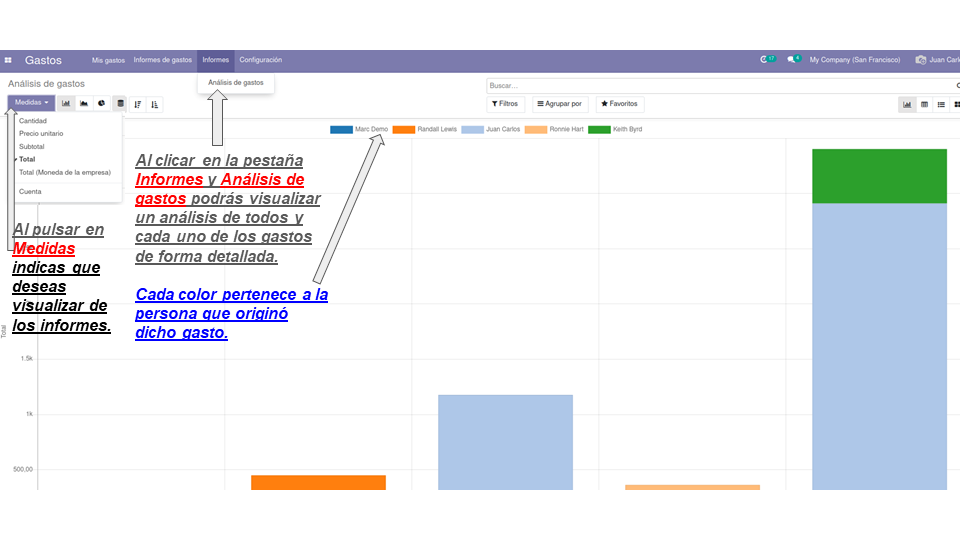 Gastos Mis gastos Informes de gastos Informes Configuración
17 4 My Company (San Francisco) Juan Carl
Análisis de gastos
Análisis de gastos
Buscar...
Medidas
Filtros Agrupar por Favoritos
Cantidad
Precio unitario
Subtotal
Total
Total (Moneda de la empresa)
Cuenta
Marc Demo Randall Lewis Juan Carlos Ronnie Hart Keith Byrd
Al clicar en la pestaña
Informes y Análisis de
gastos podrás visualizar
un análisis de todos y
cada uno de los gastos
de forma detallada.
Al pulsar en
Medidas
indicas que
deseas
visualizar de
los informes.
Cada color pertenece a la
persona que originó
dicho gasto.
Total
1.5k
1k
500,00